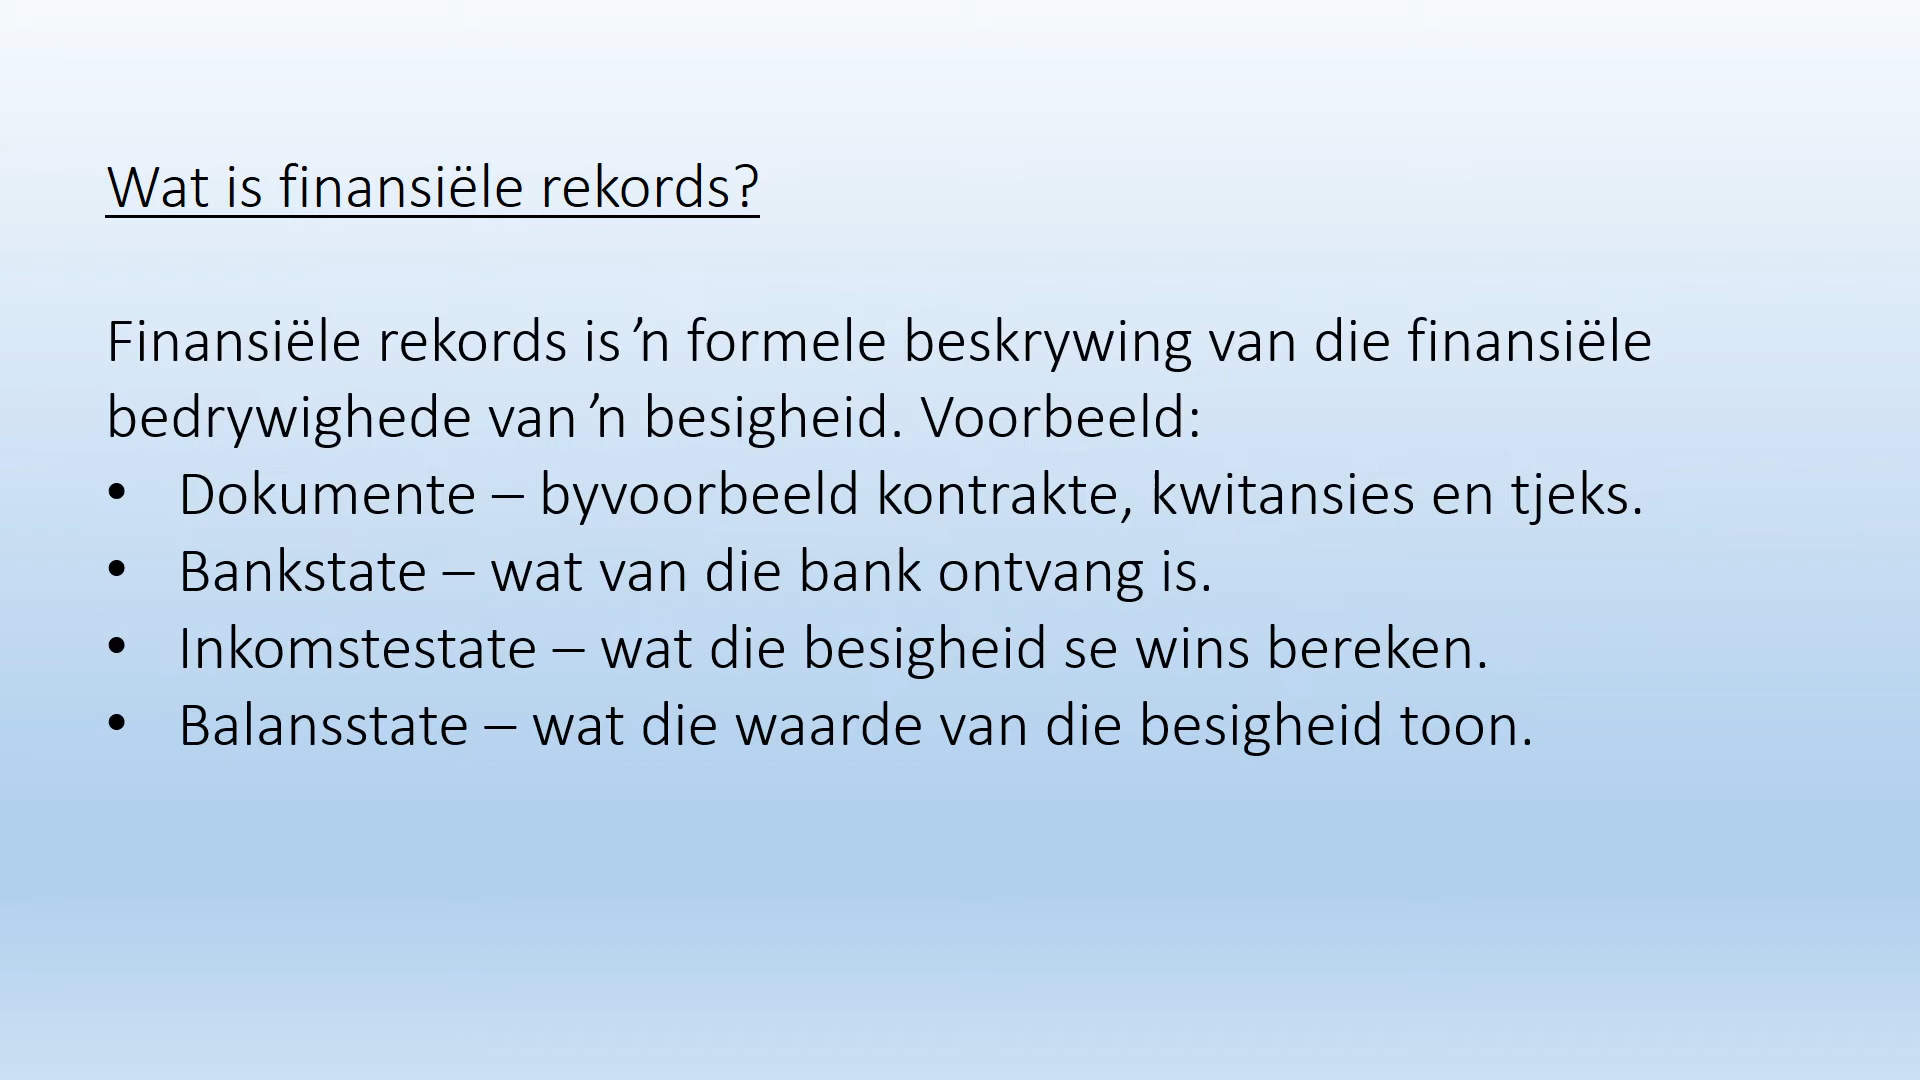 Wat is finansiële rekords?
Finansiële rekords is ’n formele beskrywing van die finansiële
bedrywighede van ’n besigheid. Voorbeeld:
• Dokumente – byvoorbeeld kontrakte, kwitansies en tjeks.
• Bankstate – wat van die bank ontvang is.
• Inkomstestate – wat die besigheid se wins bereken.
• Balansstate – wat die waarde van die besigheid toon.